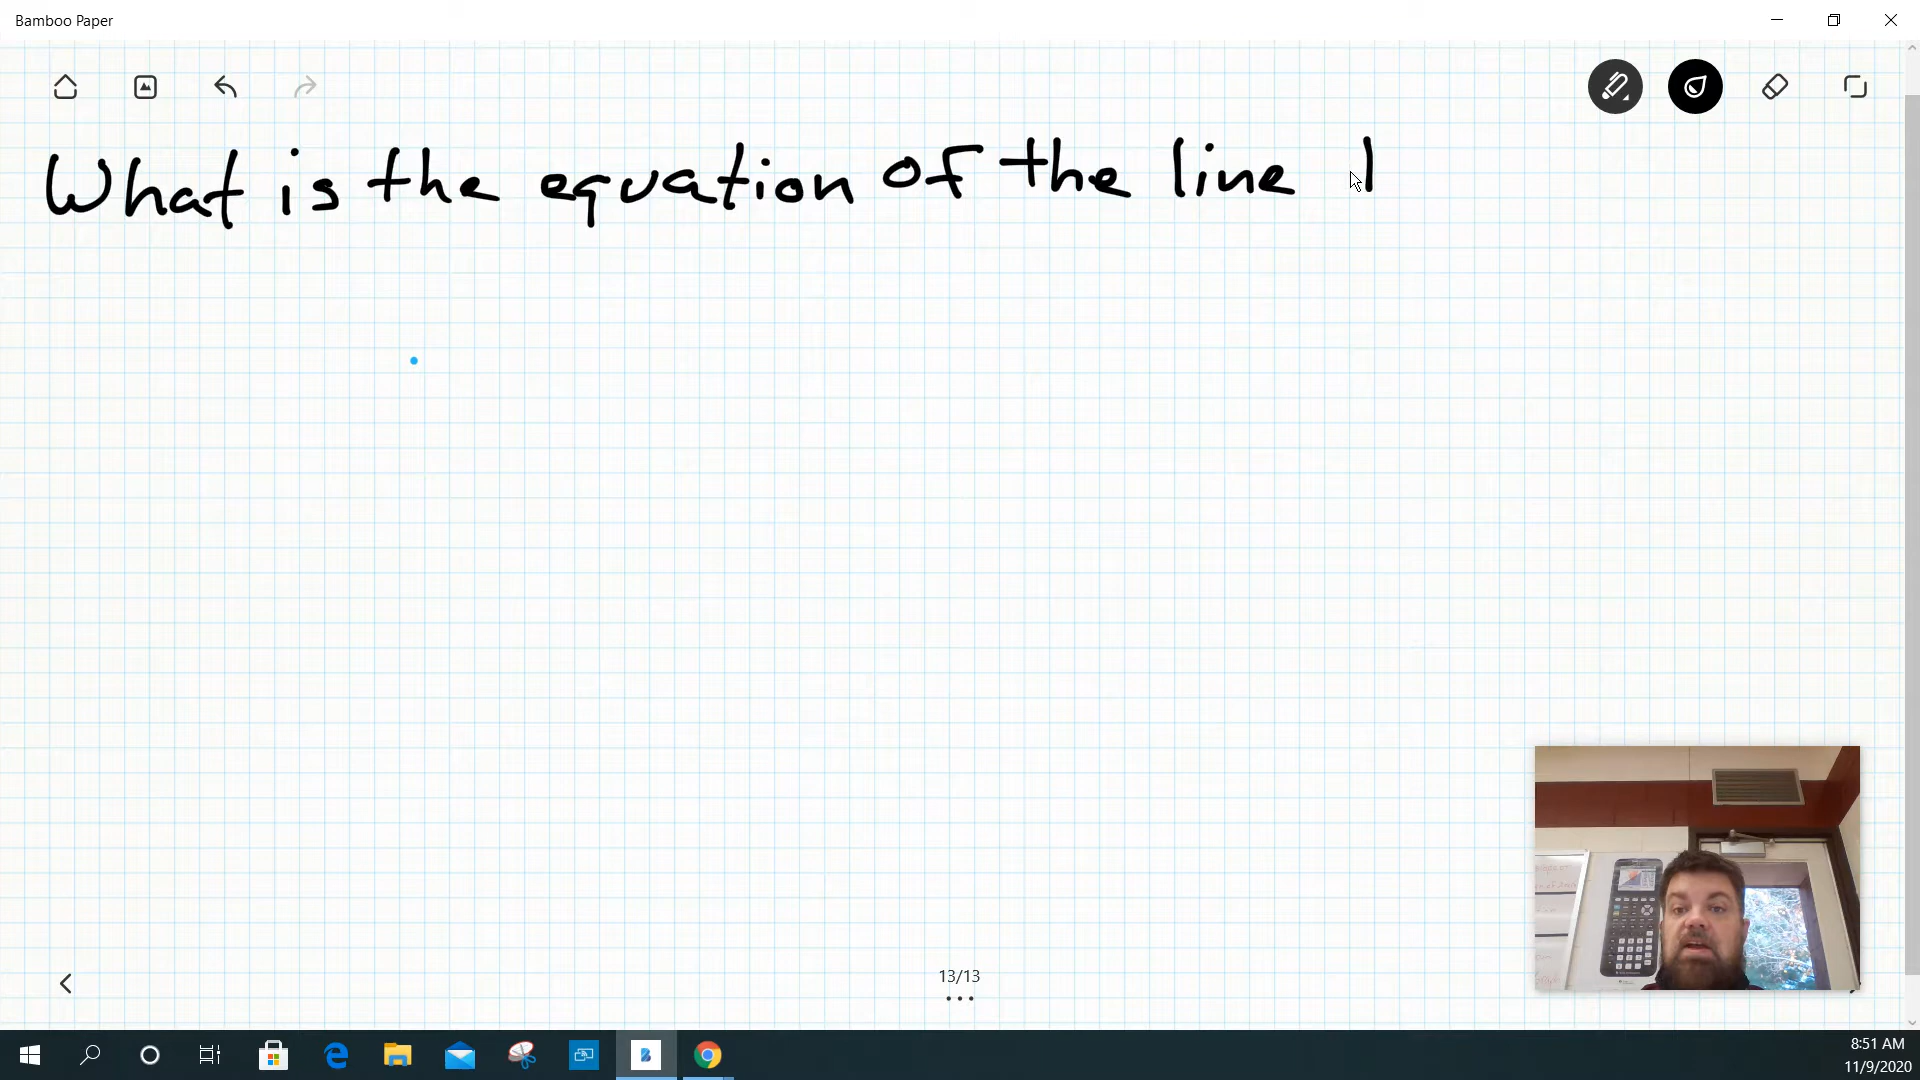 Bamboo Paper
What is the equation of the line
13/13
8:51 AM
11/9/2020